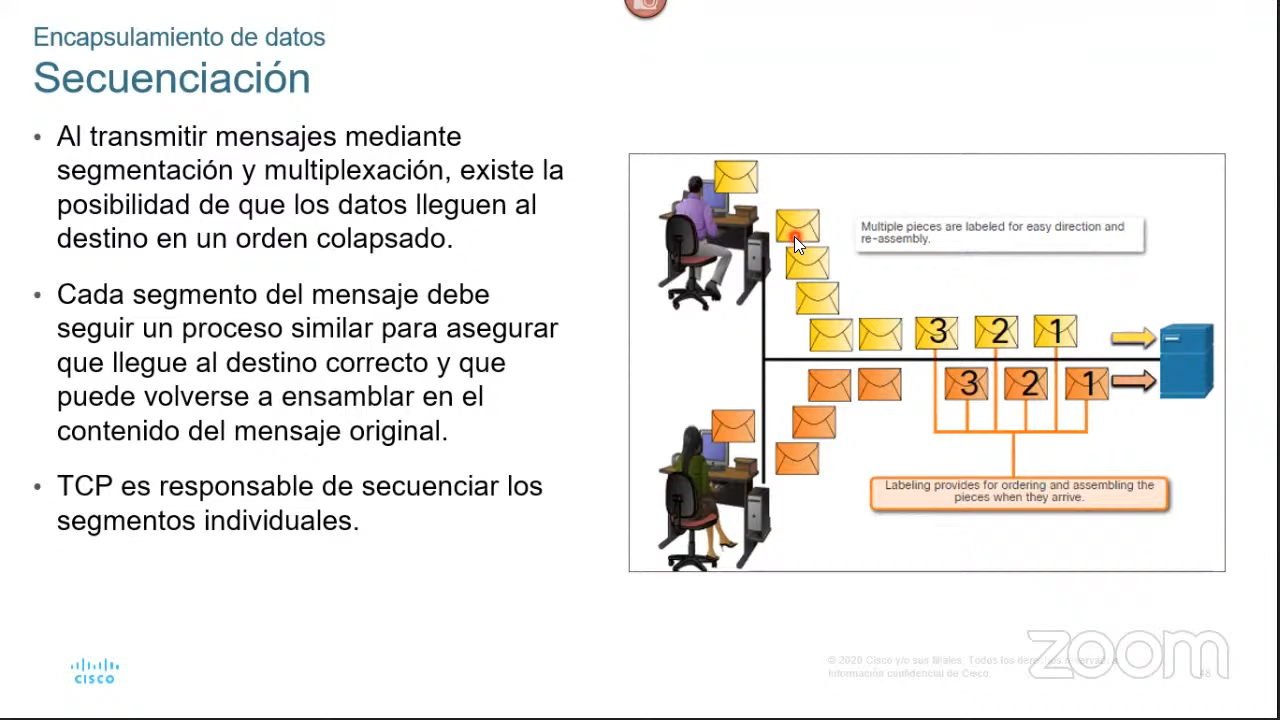 Encapsulamiento de datos
Secuenciación
• Al transmitir mensajes mediante
segmentación y multiplexación, existe la
posibilidad de que los datos lleguen al
destino en un orden colapsado.
• Cada segmento del mensaje debe
seguir un proceso similar para asegurar
que llegue al destino correcto y que
puede volverse a ensamblar en el
contenido del mensaje original.
• TCP es responsable de secuenciar los
segmentos individuales.
Multiple pieces are labeled for easy direction and
re-assembly.
3 2 1
3 2 1
Labeling provides for ordering and assembling the
pieces when they arrive.
CISCO
© 2020 Cisco y/o sus filiales. Todos los derechos reservados.
Información confidencial de Cisco.
48
zoom